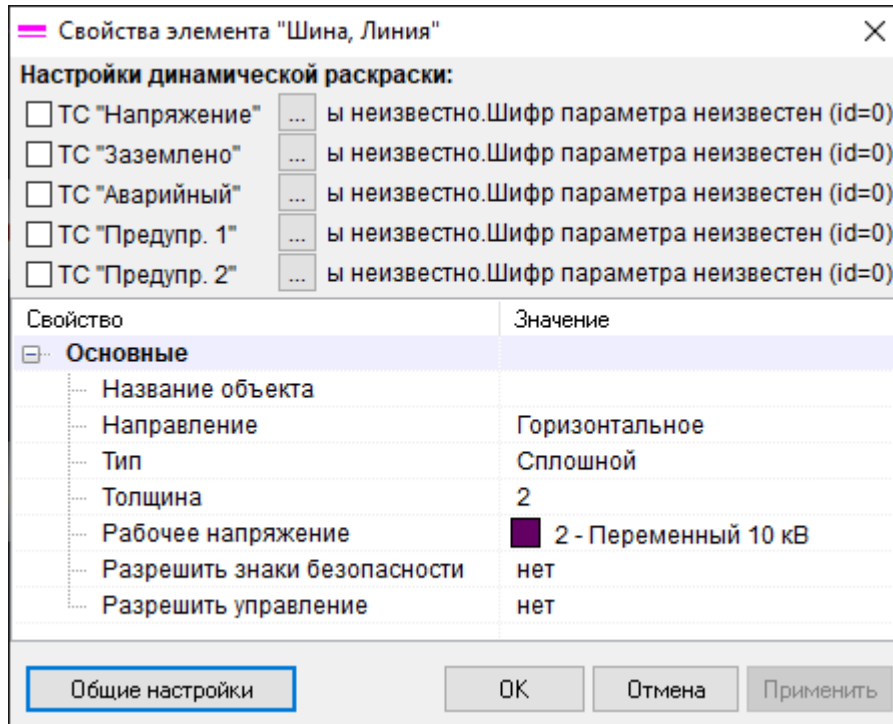 Свойства элемента "Шина, Линия"
Настройки динамической раскраски:
ТС "Напряжение" ... ы неизвестно.Шифр параметра неизвестен (id=0)
ТС "Заземлено" ... ы неизвестно.Шифр параметра неизвестен (id=0)
ТС "Аварийный" ... ы неизвестно.Шифр параметра неизвестен (id=0)
ТС "Предупр. 1" ... ы неизвестно.Шифр параметра неизвестен (id=0)
ТС "Предупр. 2" ... ы неизвестно.Шифр параметра неизвестен (id=0)
Свойство Значение
Основные
Название объекта
Направление Горизонтальное
Тип Сплошной
Толщина 2
Рабочее напряжение 2 - Переменный 10 кВ
Разрешить знаки безопасности нет
Разрешить управление нет
Общие настройки OK Отмена Применить